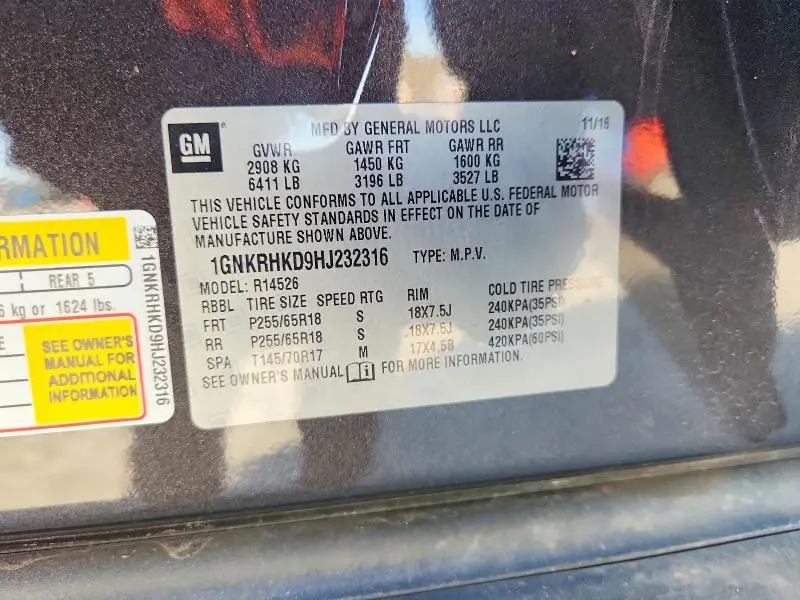 GM
MFD BY GENERAL MOTORS LLC 11/16
GVWR GAWR FRT GAWR RR
2908 KG 1450 KG 1600 KG
6411 LB 3196 LB 3527 LB
THIS VEHICLE CONFORMS TO ALL APPLICABLE U.S. FEDERAL MOTOR
VEHICLE SAFETY STANDARDS IN EFFECT ON THE DATE OF
MANUFACTURE SHOWN ABOVE.
1GNKRHKD9HJ232316 TYPE: M.P.V.
MODEL: R14526
RBBL TIRE SIZE SPEED RTG RIM COLD TIRE PRESSURE
FRT P255/65R18 S 18X7.5J 240KPA(35PSI)
RR P255/65R18 S 18X7.5J 240KPA(35PSI)
SPA T145/70R17 M 17X4.5B 420KPA(60PSI)
SEE OWNER'S MANUAL FOR MORE INFORMATION.
RMATION
REAR 5
6 kg or 1624 lbs.
E
SEE OWNER'S
MANUAL FOR
ADDITIONAL
INFORMATION
1GNKRHKD9HJ232316